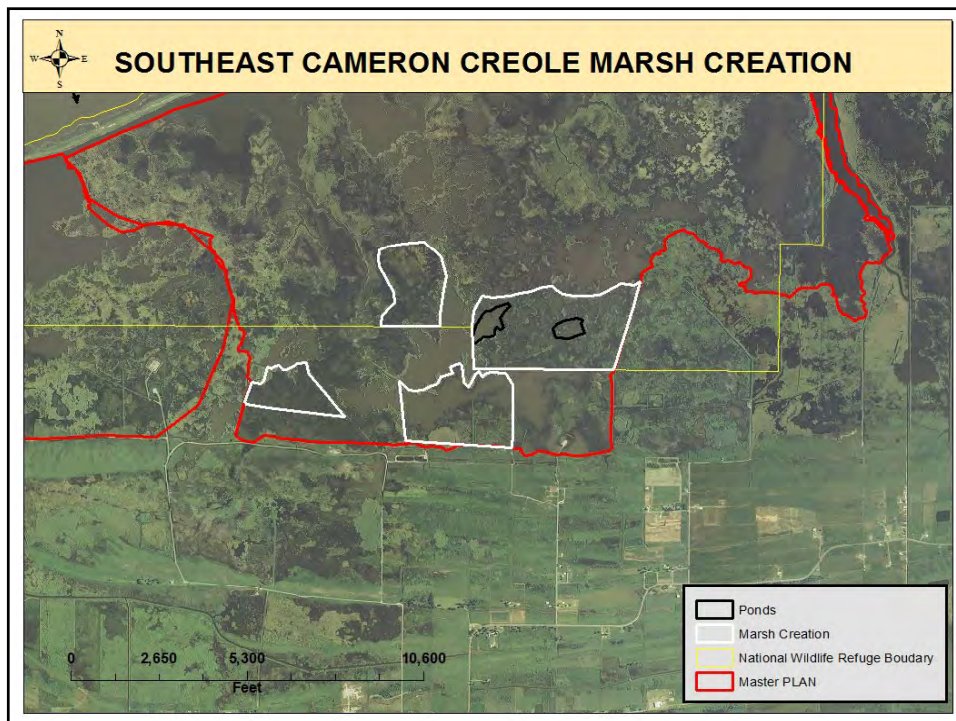 N
W E
S
SOUTHEAST CAMERON CREOLE MARSH CREATION
Ponds
Marsh Creation
National Wildlife Refuge Boudary
Master PLAN
0 2,650 5,300 10,600
Feet